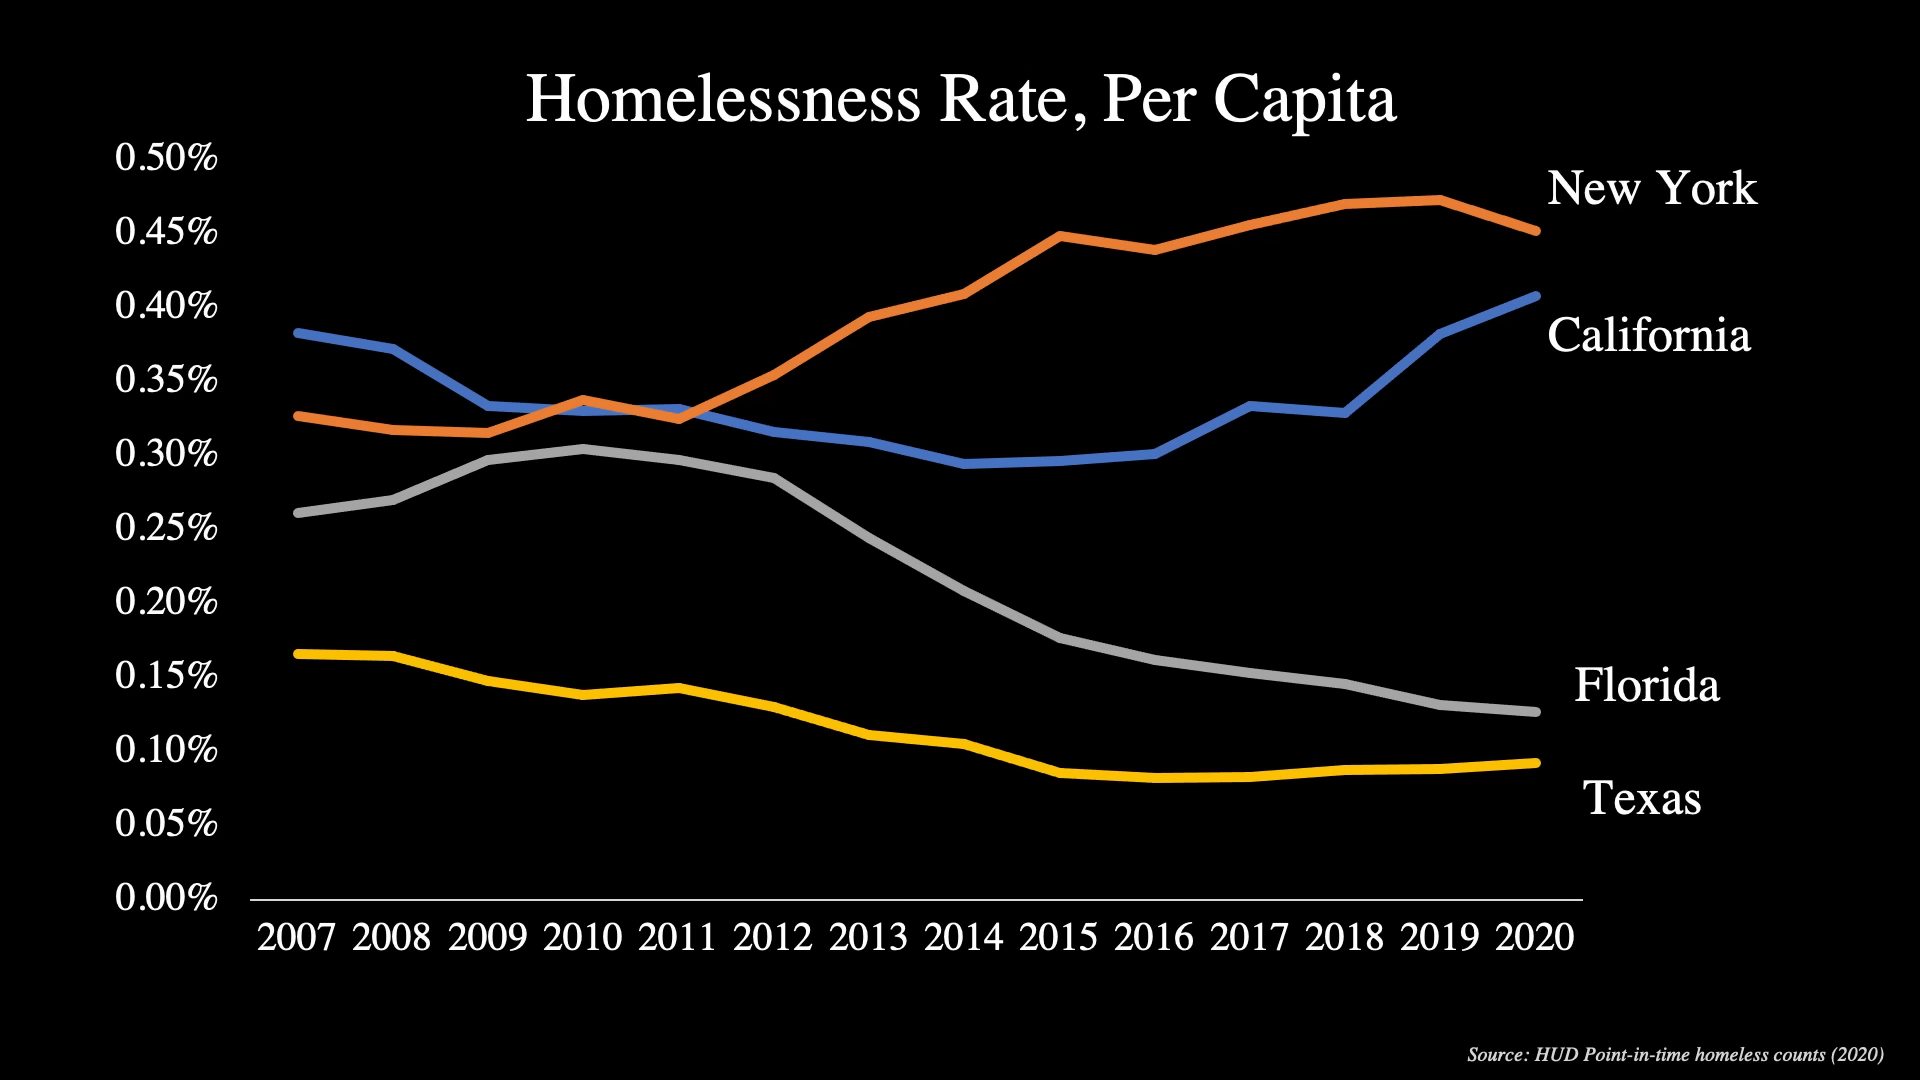 Homelessness Rate, Per Capita
0.50%
0.45%
0.40%
0.35%
0.30%
0.25%
0.20%
0.15%
0.10%
0.05%
0.00%
New York
California
Florida
Texas
2007 2008 2009 2010 2011 2012 2013 2014 2015 2016 2017 2018 2019 2020
Source: HUD Point-in-time homeless counts (2020)